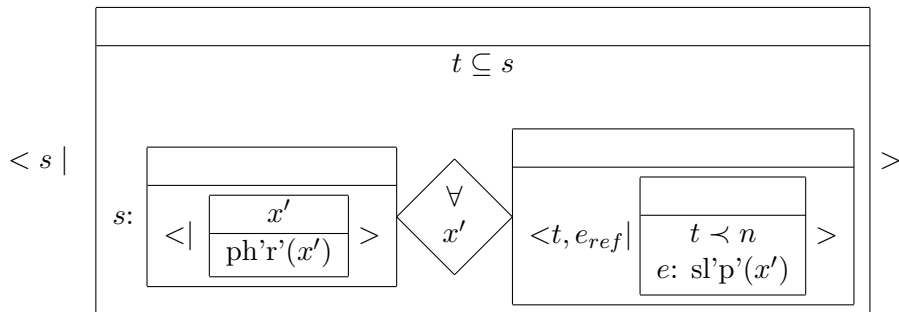 t ⊆ s
< s |
>
s:
<|
x′
ph'r'(x′)
>
∀
x′
<t, e_ref|
t ≺ n
e: sl'p'(x′)
>